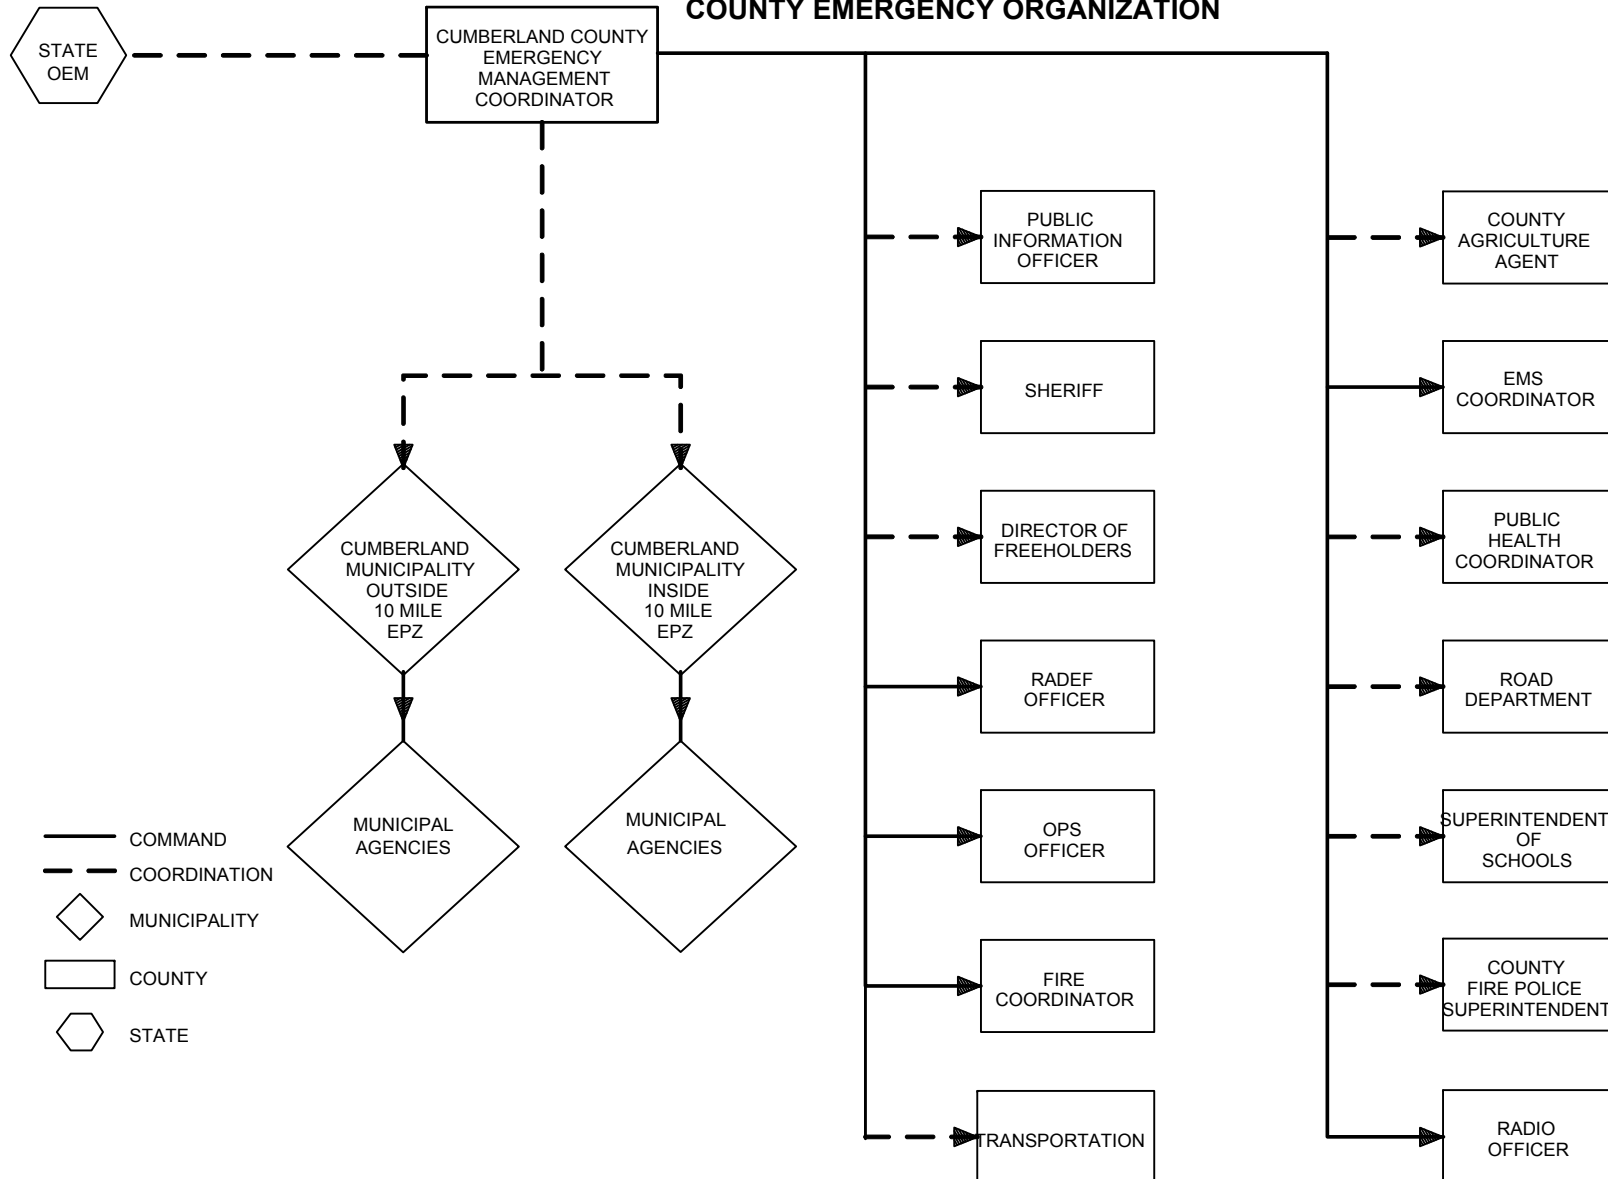 COUNTY EMERGENCY ORGANIZATION
STATE
OEM
CUMBERLAND COUNTY
EMERGENCY
MANAGEMENT
COORDINATOR
PUBLIC
INFORMATION
OFFICER
COUNTY
AGRICULTURE
AGENT
SHERIFF
EMS
COORDINATOR
DIRECTOR OF
FREEHOLDERS
PUBLIC
HEALTH
COORDINATOR
CUMBERLAND
MUNICIPALITY
OUTSIDE
10 MILE
EPZ
CUMBERLAND
MUNICIPALITY
INSIDE
10 MILE
EPZ
RADEF
OFFICER
ROAD
DEPARTMENT
MUNICIPAL
AGENCIES
MUNICIPAL
AGENCIES
OPS
OFFICER
SUPERINTENDENT
OF
SCHOOLS
FIRE
COORDINATOR
COUNTY
FIRE POLICE
SUPERINTENDENT
TRANSPORTATION
RADIO
OFFICER
COMMAND
COORDINATION
MUNICIPALITY
COUNTY
STATE